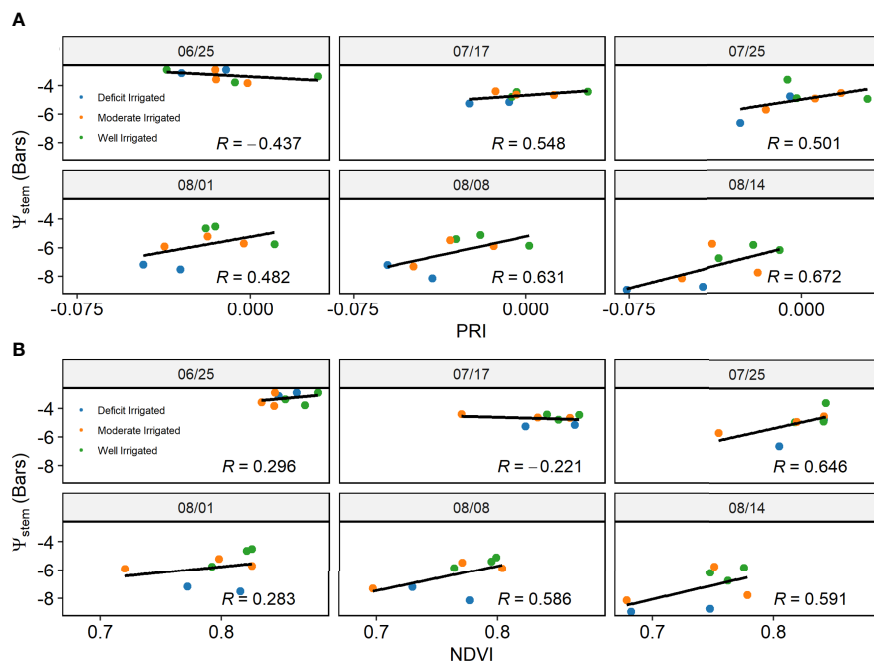 A
06/25 07/17 07/25
-4
-6
-8
Deficit Irrigated
Moderate Irrigated
Well Irrigated
R = −0.437 R = 0.548 R = 0.501
Ψstem (Bars)
08/01 08/08 08/14
-4
-6
-8
R = 0.482 R = 0.631 R = 0.672
-0.075 0.000 0.000 -0.075 0.000
PRI
B
06/25 07/17 07/25
-4
-6
-8
Deficit Irrigated
Moderate Irrigated
Well Irrigated
R = 0.296 R = −0.221 R = 0.646
Ψstem (Bars)
08/01 08/08 08/14
-4
-6
-8
R = 0.283 R = 0.586 R = 0.591
0.7 0.8 0.7 0.8 0.7 0.8
NDVI